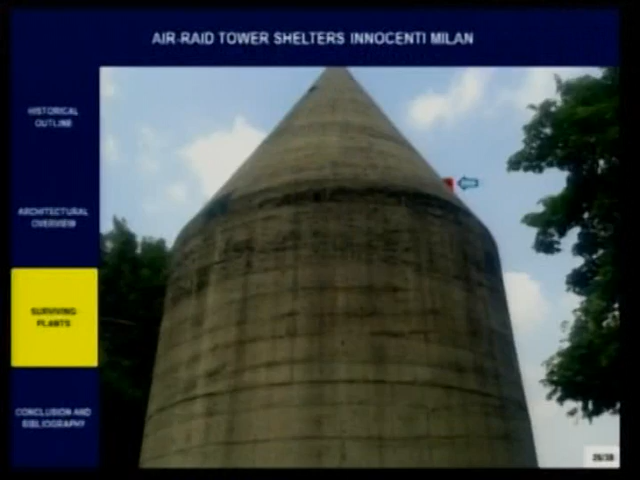 AIR-RAID TOWER SHELTERS INNOCENTI MILAN
HISTORICAL
OUTLINE
ARCHITECTURAL
OVERVIEW
SURVIVING
PLANTS
CONCLUSION AND
BIBLIOGRAPHY